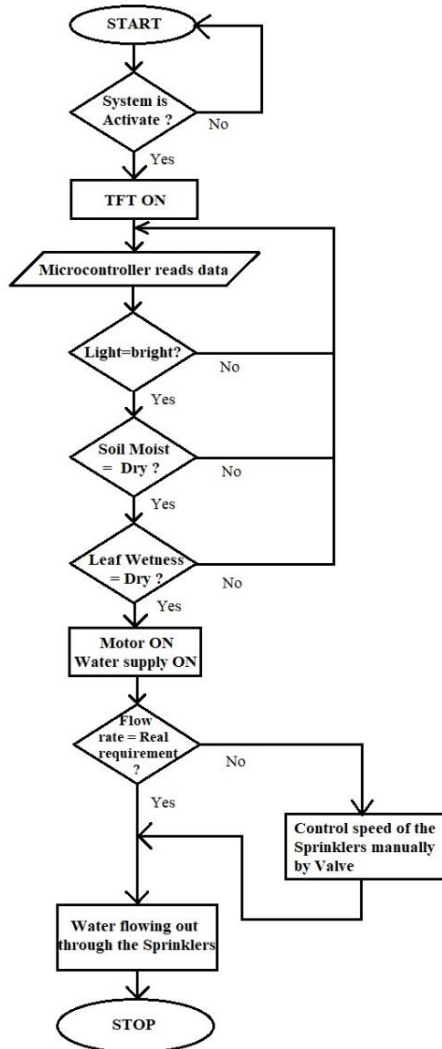 START
System is
Activate ?
No
Yes
TFT ON
Microcontroller reads data
Light=bright?
No
Yes
Soil Moist
= Dry ?
No
Yes
Leaf Wetness
= Dry ?
No
Yes
Motor ON
Water supply ON
Flow
rate = Real
requirement
?
No
Yes
Control speed of the
Sprinklers manually
by Valve
Water flowing out
through the Sprinklers
STOP